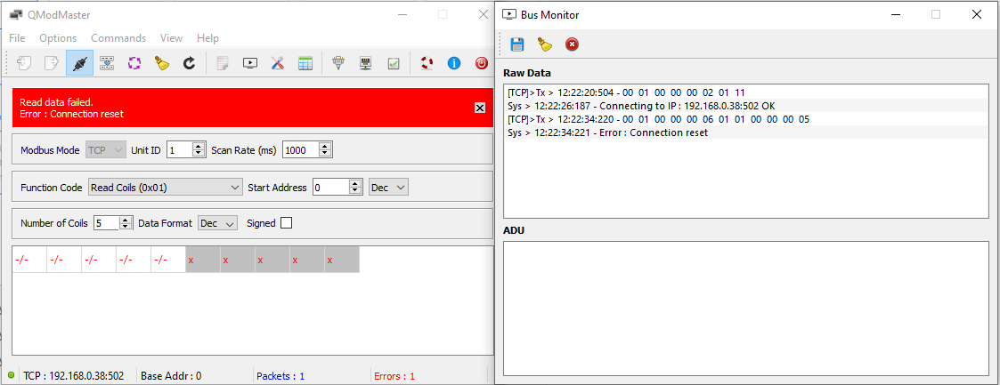 QModMaster
File Options Commands View Help
Read data failed.
Error : Connection reset
Modbus Mode TCP Unit ID 1 Scan Rate (ms) 1000
Function Code Read Coils (0x01) Start Address 0 Dec
Number of Coils 5 Data Format Dec Signed
-/- -/- -/- -/- -/- x x x x x
TCP : 192.168.0.38:502 Base Addr : 0 Packets : 1 Errors : 1
Bus Monitor
Raw Data
[TCP]>Tx > 12:22:20:504 - 00 01 00 00 00 02 01 11
Sys > 12:22:26:187 - Connecting to IP : 192.168.0.38:502 OK
[TCP]>Tx > 12:22:34:220 - 00 01 00 00 00 06 01 01 00 00 00 05
Sys > 12:22:34:221 - Error : Connection reset
ADU